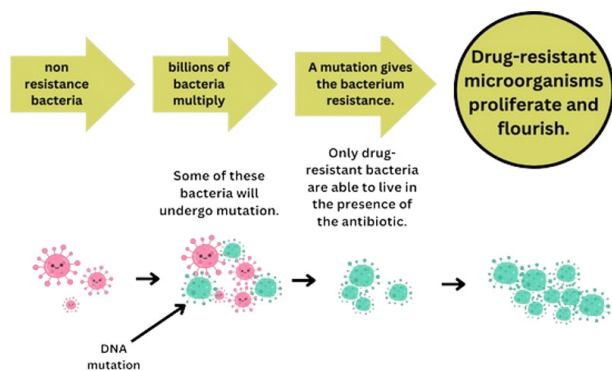 non
resistance
bacteria
billions of
bacteria
multiply
A mutation gives
the bacterium
resistance.
Drug-resistant
microorganisms
proliferate and
flourish.
Some of these
bacteria will
undergo mutation.
Only drug-
resistant bacteria
are able to live in
the presence of
the antibiotic.
DNA
mutation